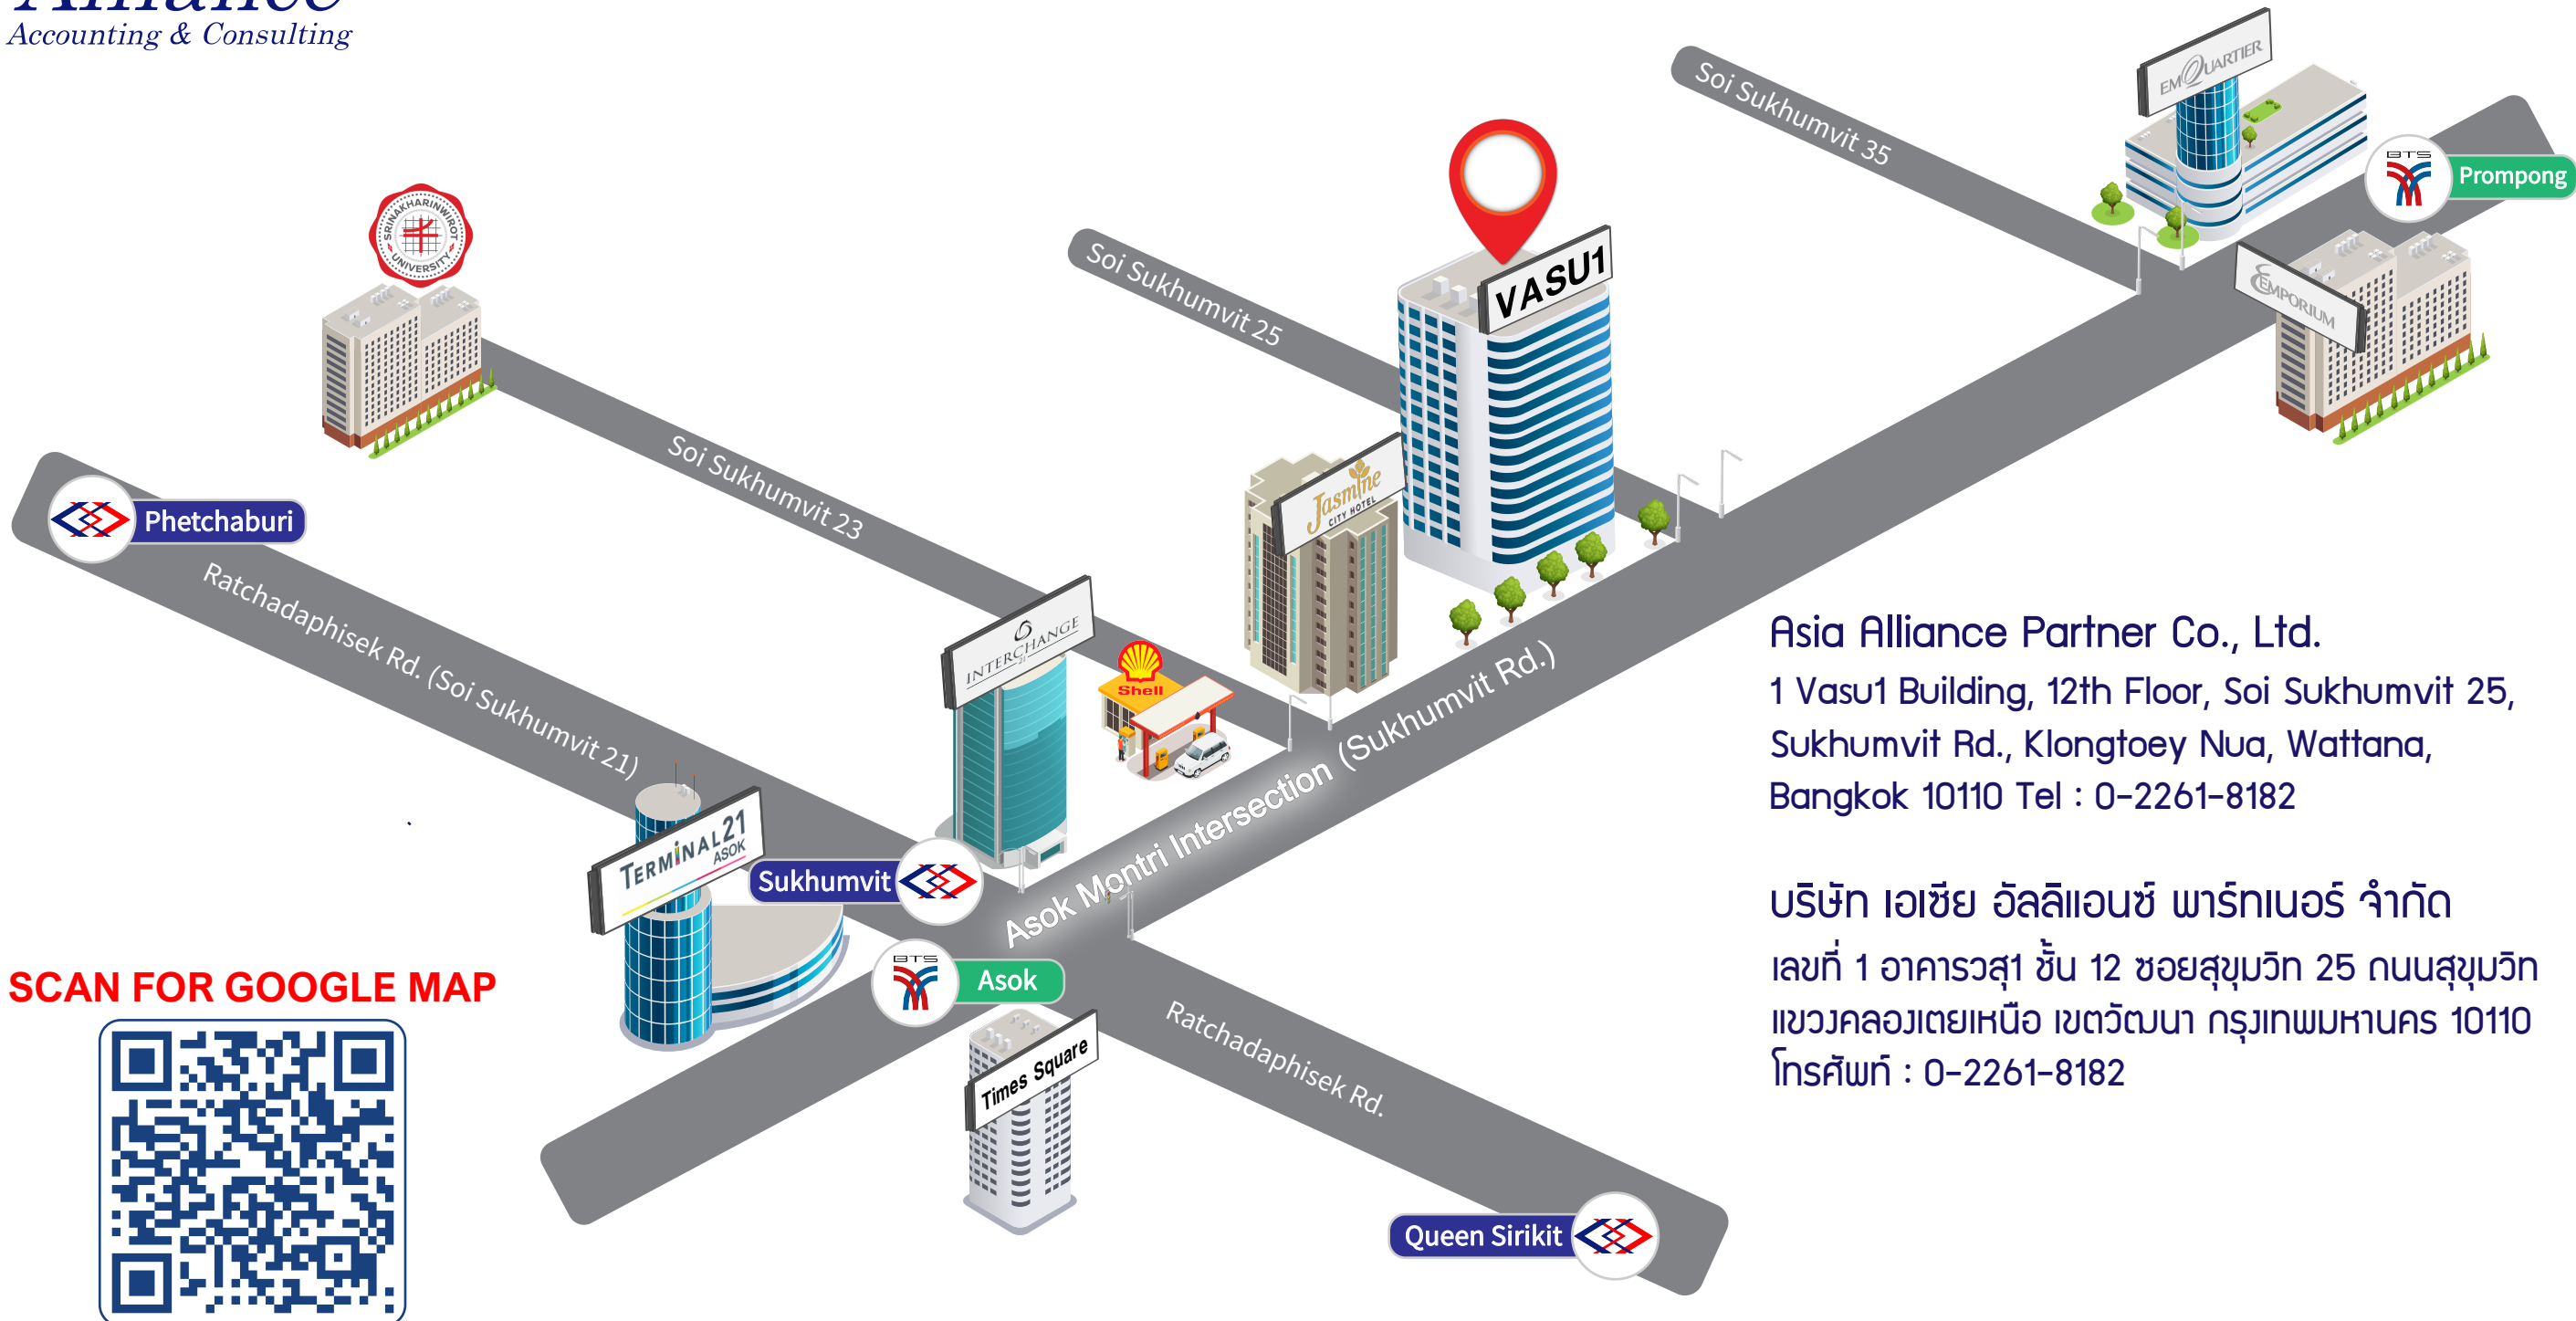 Alliance
Accounting & Consulting
SRINAKHARINWIROT
UNIVERSITY
Phetchaburi
Ratchadaphisek Rd. (Soi Sukhumvit 21)
Soi Sukhumvit 23
Soi Sukhumvit 25
Soi Sukhumvit 35
VASU1
EMQUARTIER
BTS
Prompong
EMPORIUM
Jasmine
CITY HOTEL
INTERCHANGE
21
Shell
TERMINAL21
ASOK
Sukhumvit
Asok Montri Intersection (Sukhumvit Rd.)
BTS
Asok
Times Square
Ratchadaphisek Rd.
Queen Sirikit
SCAN FOR GOOGLE MAP
Asia Alliance Partner Co., Ltd.
1 Vasu1 Building, 12th Floor, Soi Sukhumvit 25,
Sukhumvit Rd., Klongtoey Nua, Wattana,
Bangkok 10110 Tel : 0-2261-8182
บริษัท เอเซีย อัลลิแอนซ์ พาร์ทเนอร์ จำกัด
เลขที่ 1 อาคารวสุ1 ชั้น 12 ซอยสุขุมวิท 25 ถนนสุขุมวิท
แขวงคลองเตยเหนือ เขตวัฒนา กรุงเทพมหานคร 10110
โทรศัพท์ : 0-2261-8182